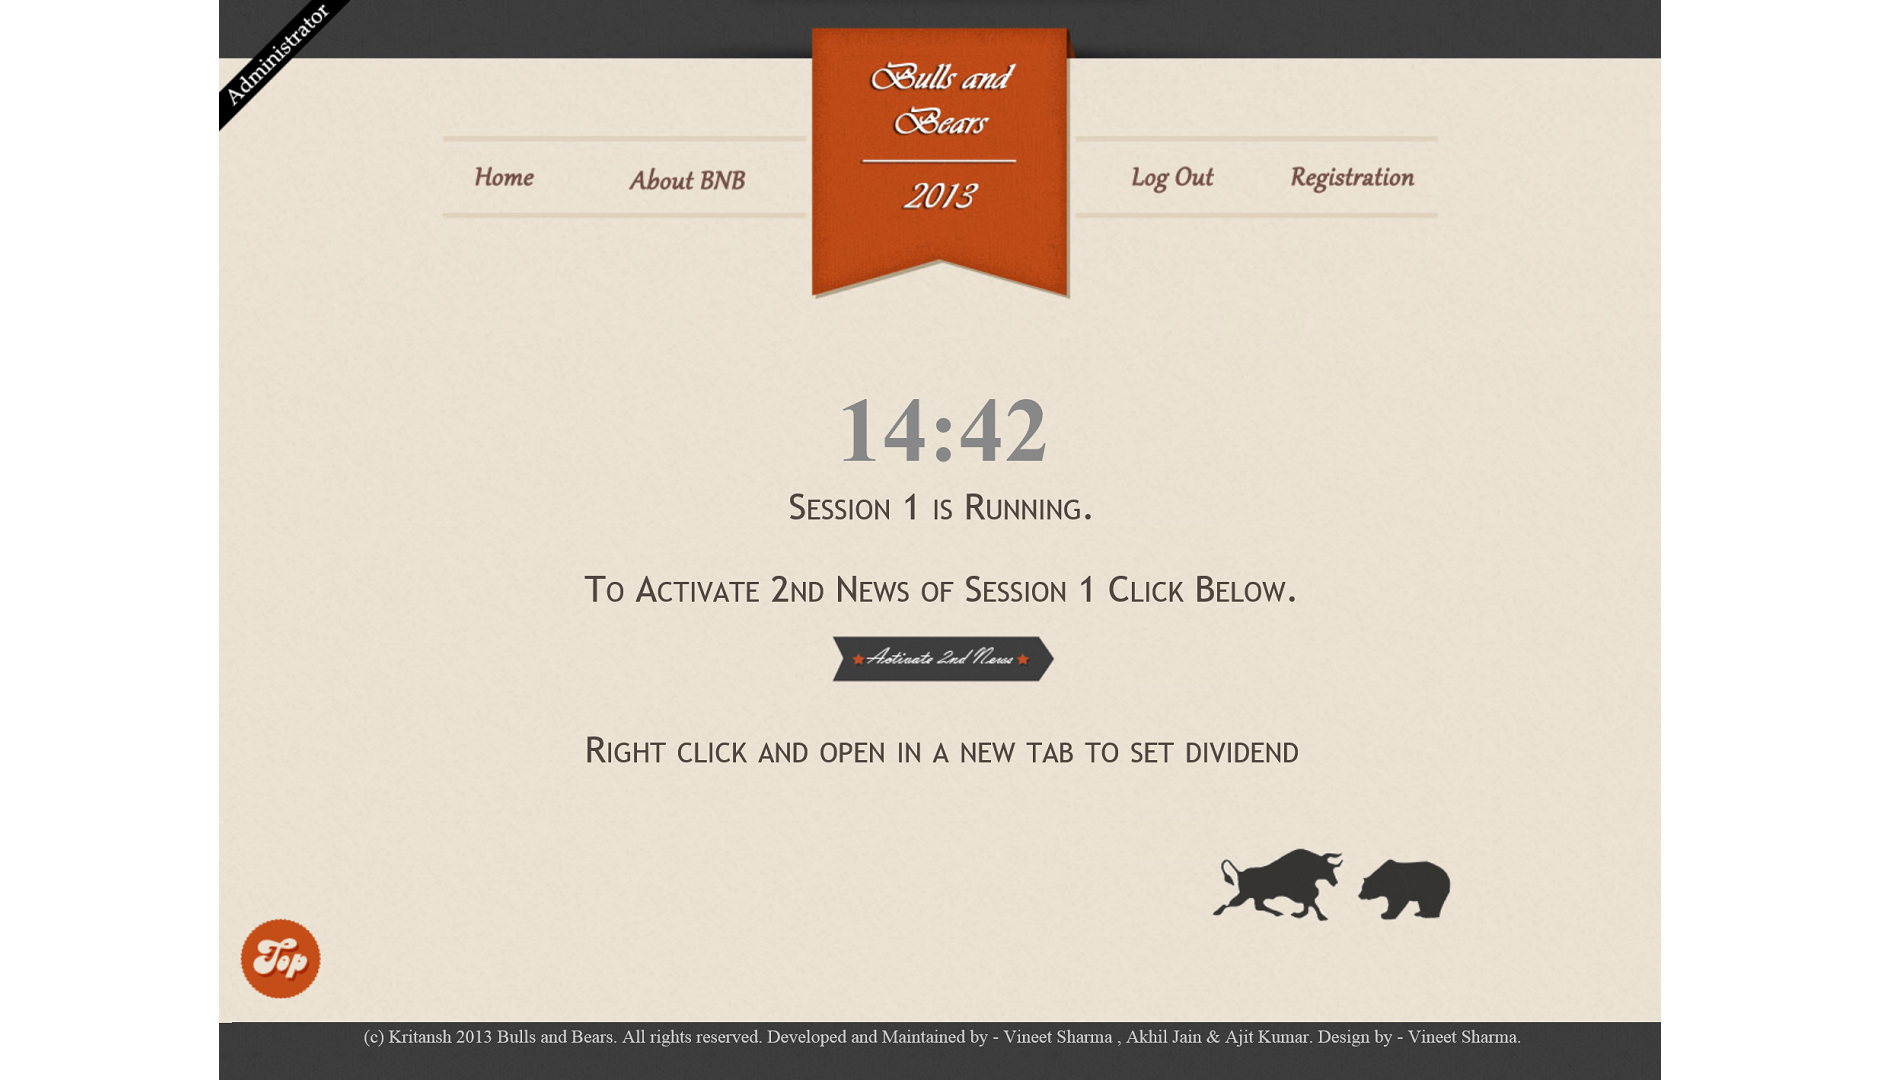 Administrator
Bulls and
Bears
2013
Home
About BNB
Log Out
Registration
14:42
Session 1 is Running.
To Activate 2nd News of Session 1 Click Below.
Activate 2nd News
Right click and open in a new tab to set dividend
Top
(c) Kritansh 2013 Bulls and Bears. All rights reserved. Developed and Maintained by - Vineet Sharma , Akhil Jain & Ajit Kumar. Design by - Vineet Sharma.